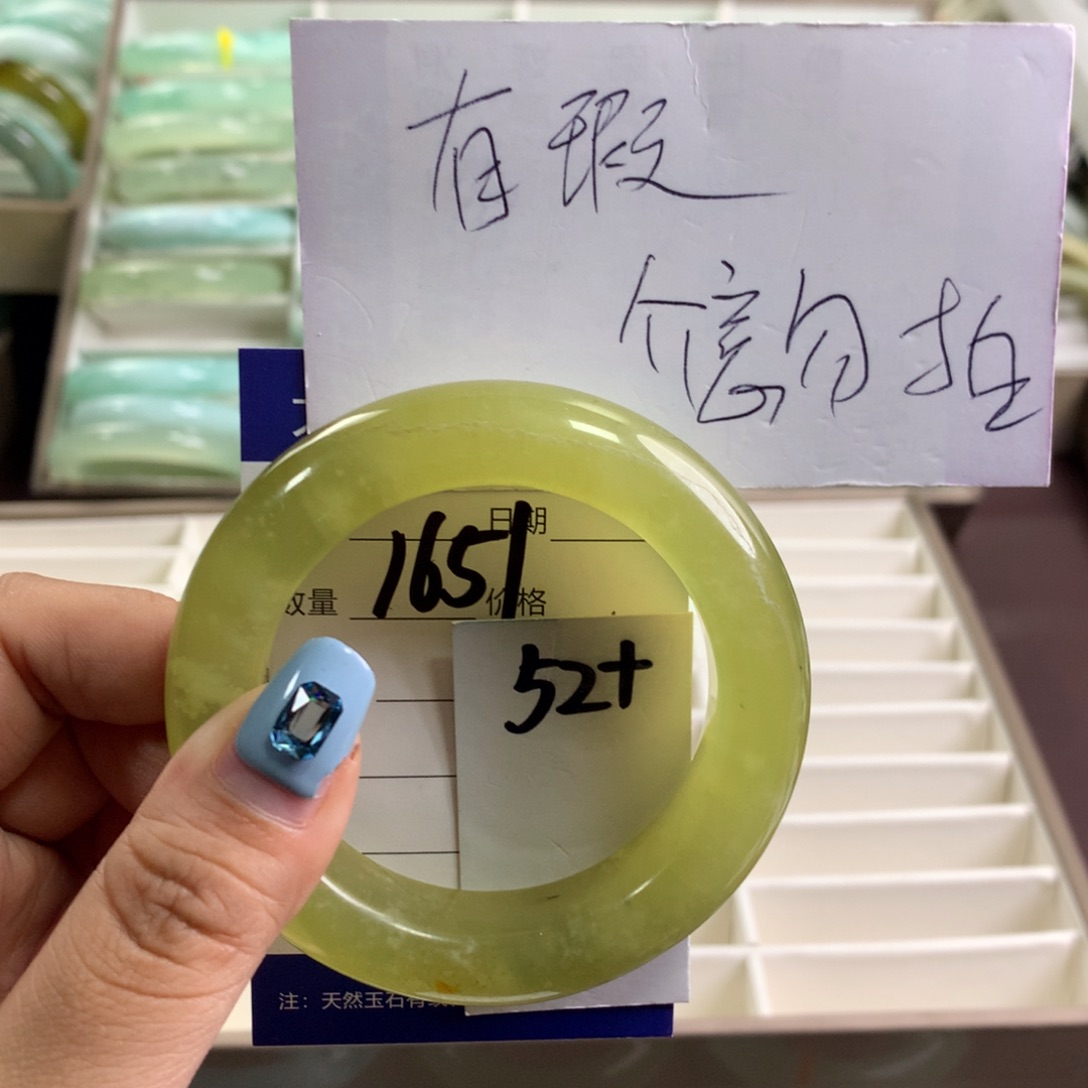 有瑕
介意勿拍
日期
1651
数量
价格
52+
注：天然玉石有